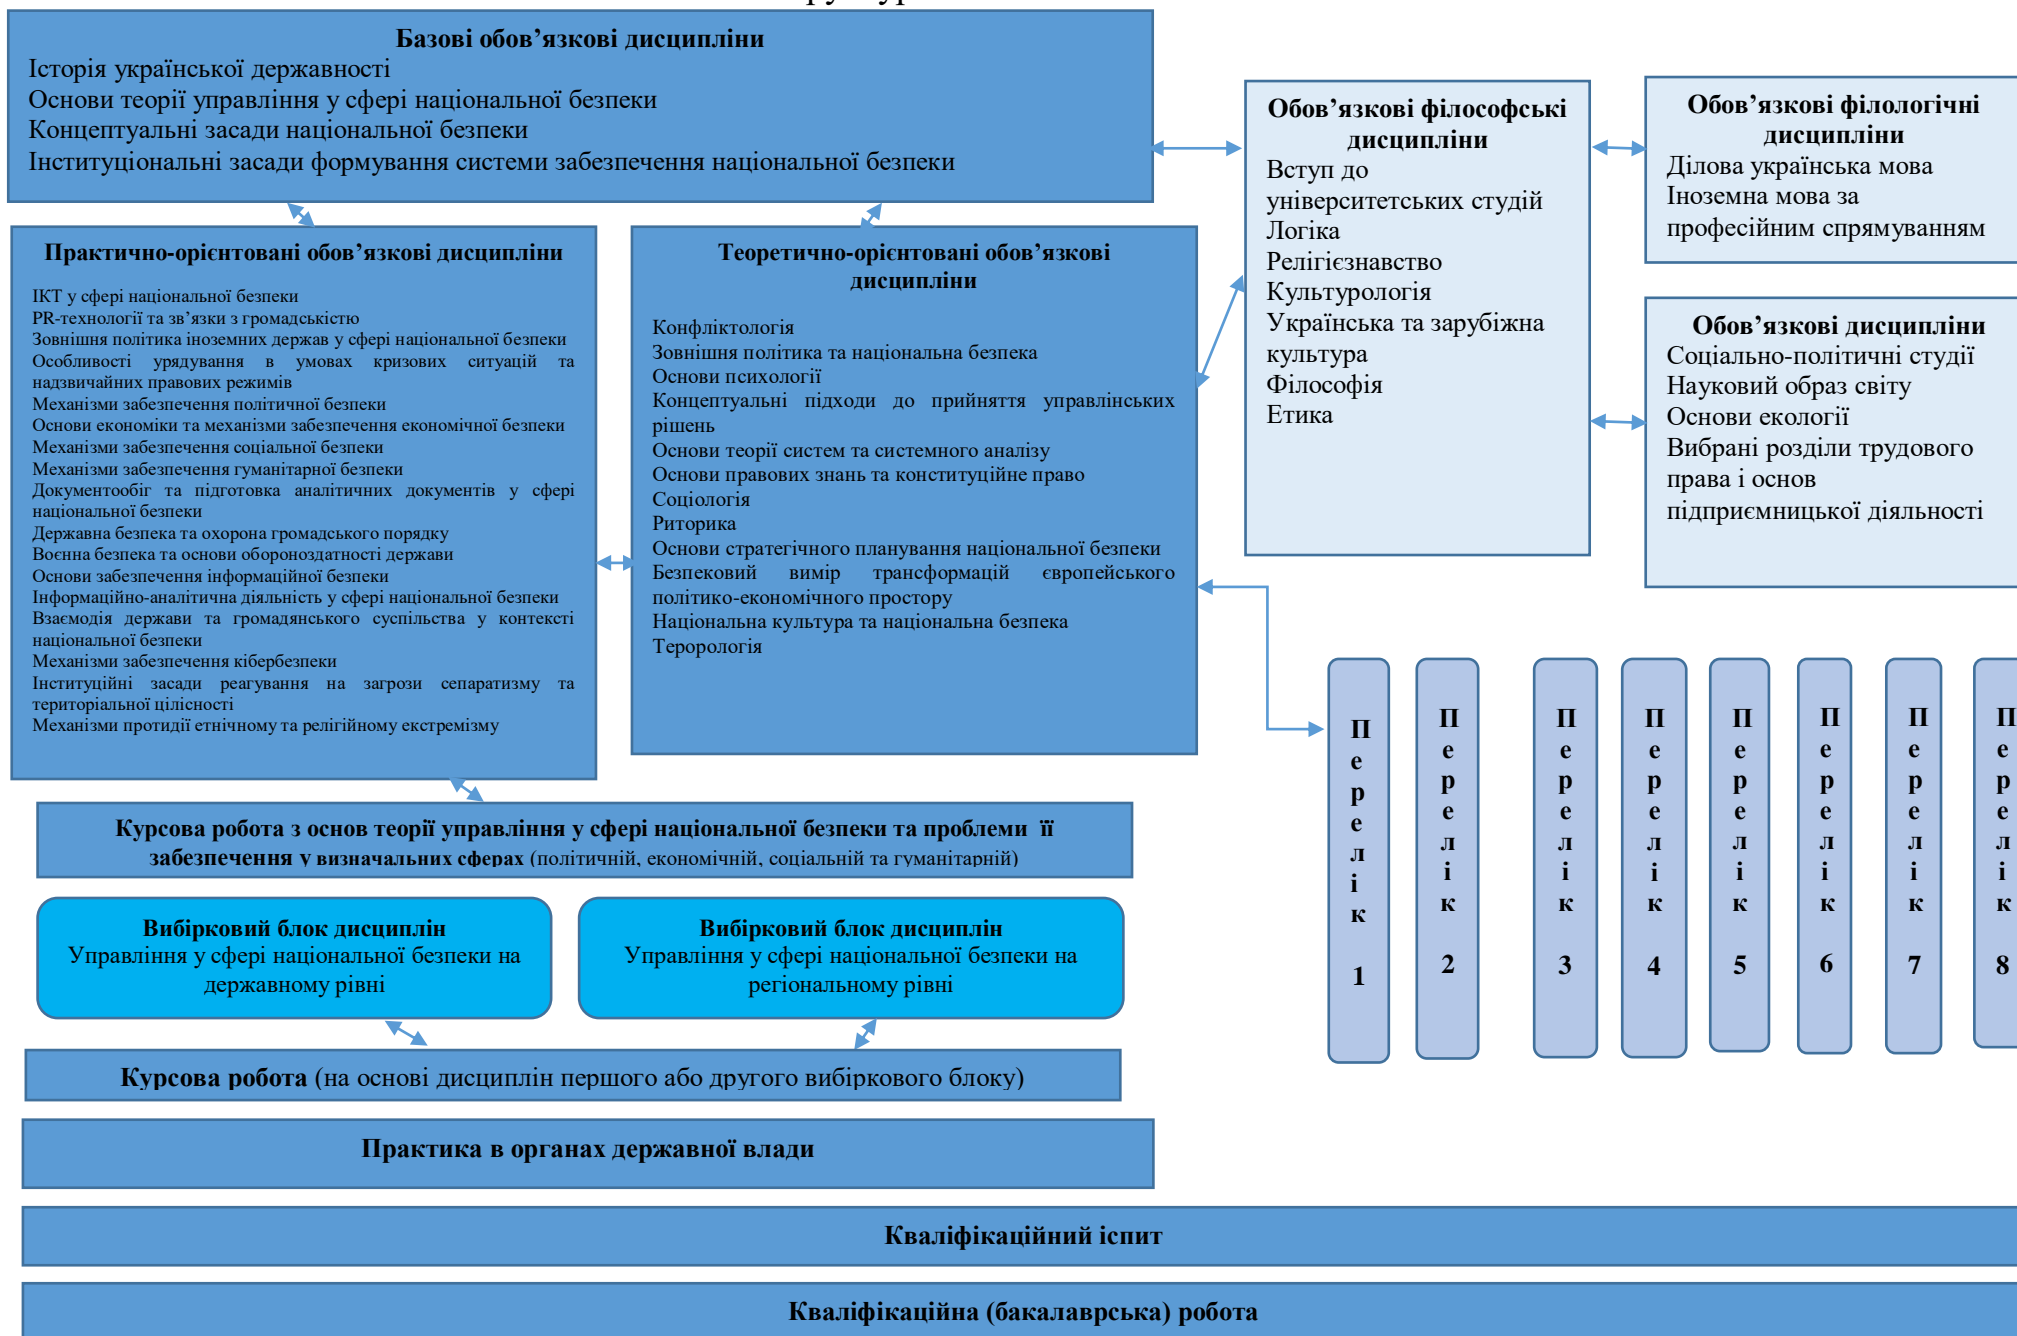 Базові обов’язкові дисципліни
Історія української державності
Основи теорії управління у сфері національної безпеки
Концептуальні засади національної безпеки
Інституціональні засади формування системи забезпечення національної безпеки
Обов’язкові філософські
дисципліни
Вступ до
університетських студій
Логіка
Релігієзнавство
Культурологія
Українська та зарубіжна
культура
Філософія
Етика
Обов’язкові філологічні
дисципліни
Ділова українська мова
Іноземна мова за
професійним спрямуванням
Обов’язкові дисципліни
Соціально-політичні студії
Науковий образ світу
Основи екології
Вибрані розділи трудового
права і основ
підприємницької діяльності
Практично-орієнтовані обов’язкові дисципліни
ІКТ у сфері національної безпеки
PR-технології та зв’язки з громадськістю
Зовнішня політика іноземних держав у сфері національної безпеки
Особливості урядування в умовах кризових ситуацій та
надзвичайних правових режимів
Механізми забезпечення політичної безпеки
Основи економіки та механізми забезпечення економічної безпеки
Механізми забезпечення соціальної безпеки
Механізми забезпечення гуманітарної безпеки
Документообіг та підготовка аналітичних документів у сфері
національної безпеки
Державна безпека та охорона громадського порядку
Воєнна безпека та основи обороноздатності держави
Основи забезпечення інформаційної безпеки
Інформаційно-аналітична діяльність у сфері національної безпеки
Взаємодія держави та громадянського суспільства у контексті
національної безпеки
Механізми забезпечення кібербезпеки
Інституційні засади реагування на загрози сепаратизму та
територіальної цілісності
Механізми протидії етнічному та релігійному екстремізму
Теоретично-орієнтовані обов’язкові
дисципліни
Конфліктологія
Зовнішня політика та національна безпека
Основи психології
Концептуальні підходи до прийняття управлінських
рішень
Основи теорії систем та системного аналізу
Основи правових знань та конституційне право
Соціологія
Риторика
Основи стратегічного планування національної безпеки
Безпековий вимір трансформацій європейського
політико-економічного простору
Національна культура та національна безпека
Терорологія
Перелік 1
Перелік 2
Перелік 3
Перелік 4
Перелік 5
Перелік 6
Перелік 7
Перелік 8
Курсова робота з основ теорії управління у сфері національної безпеки та проблеми її
забезпечення у визначальних сферах (політичній, економічній, соціальній та гуманітарній)
Вибірковий блок дисциплін
Управління у сфері національної безпеки на
державному рівні
Вибірковий блок дисциплін
Управління у сфері національної безпеки на
регіональному рівні
Курсова робота (на основі дисциплін першого або другого вибіркового блоку)
Практика в органах державної влади
Кваліфікаційний іспит
Кваліфікаційна (бакалаврська) робота